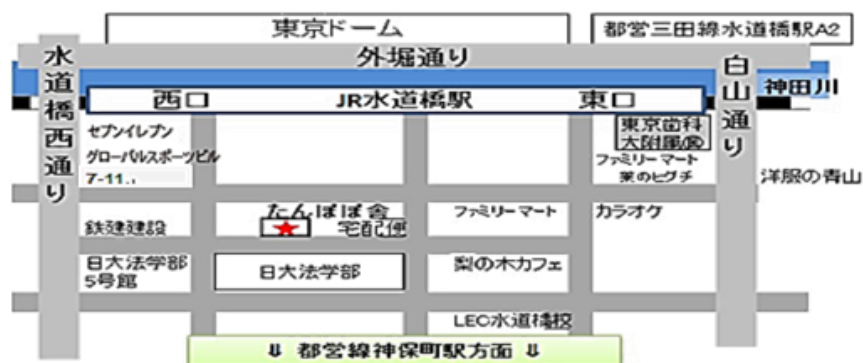 東京ドーム
都営三田線水道橋駅A2
外堀通り
水道橋西通り
白山通り
神田川
西口
JR水道橋駅
東口
セブンイレブン
グローバルスポーツビル
7-11.
東京歯科
大附属㊩
ファミリーマート
薬のヒグチ
洋服の青山
たんぽぽ舎
宅配便
鉄建建設
ファミリーマート
カラオケ
日大法学部
5号館
日大法学部
梨の木カフェ
LEC水道橋校
⇓ 都営線神保町駅方面 ⇓